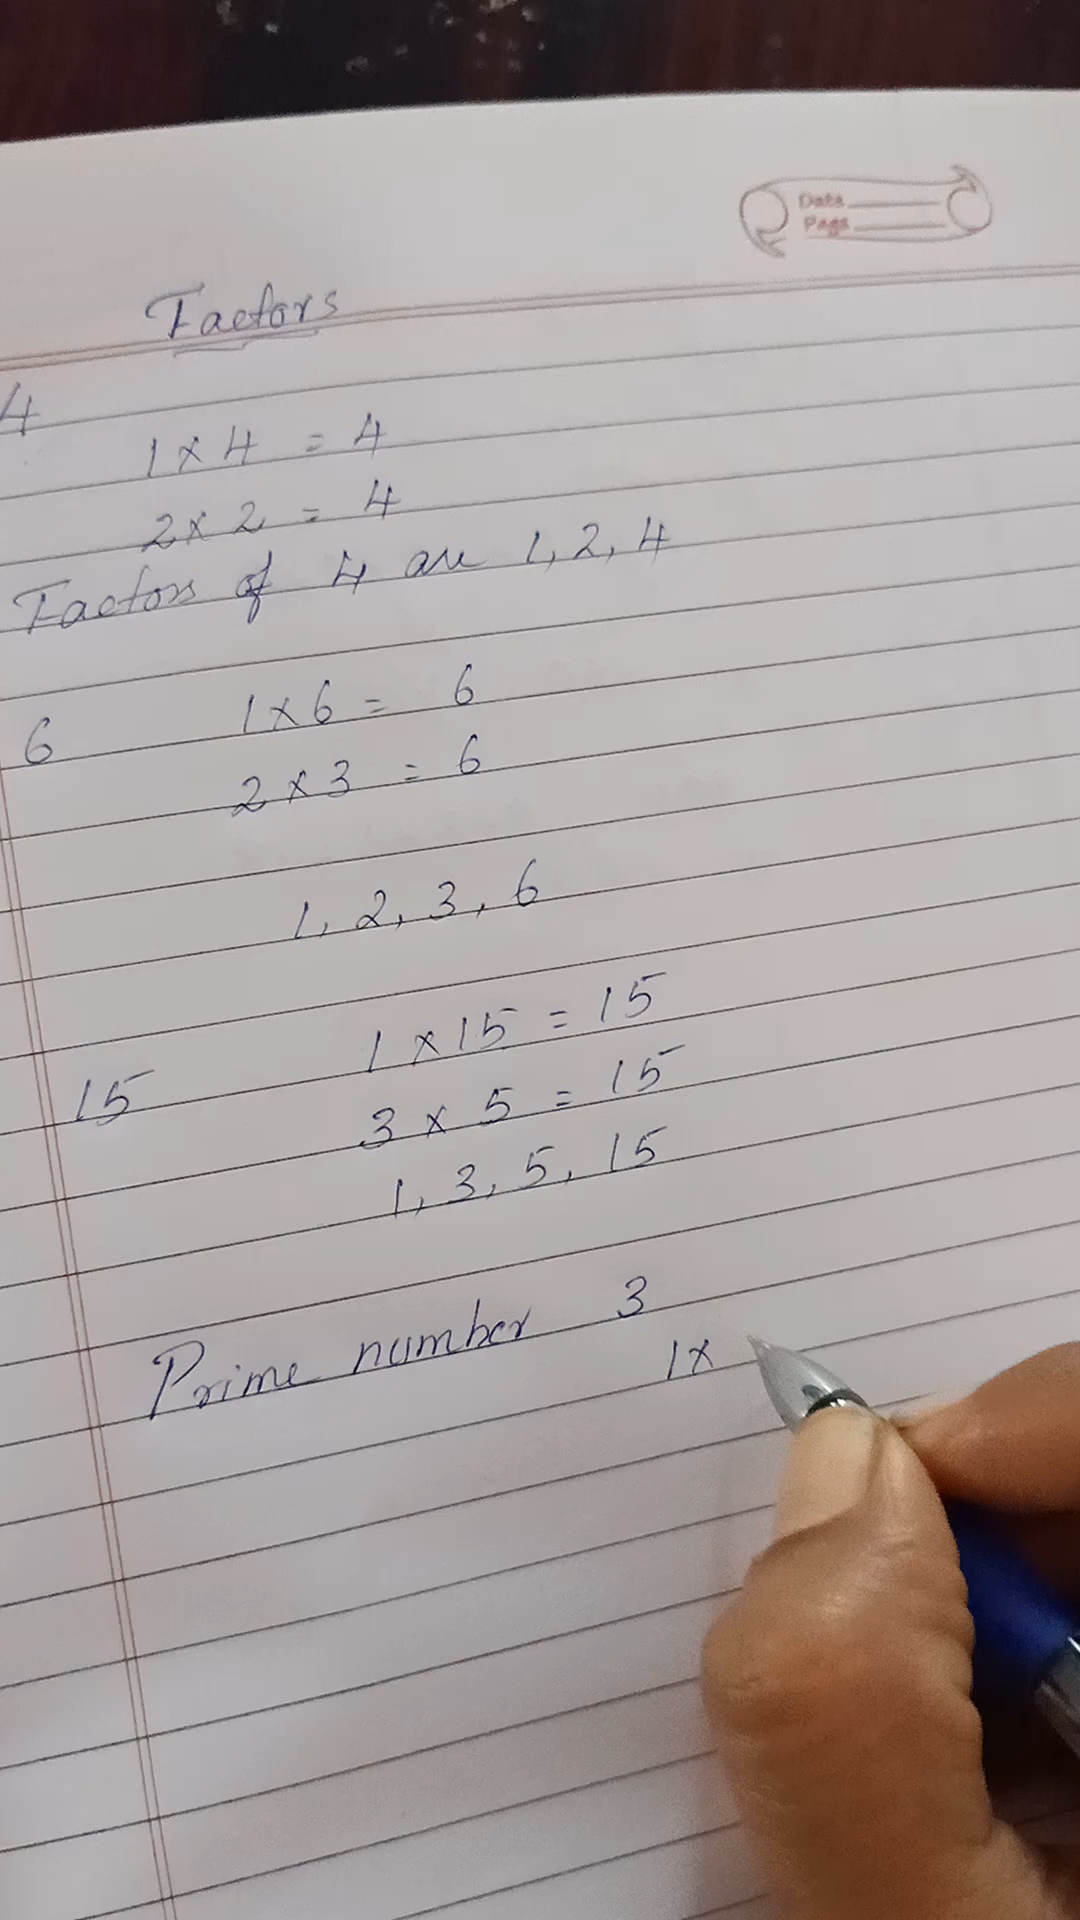 Date
Page
Factors
4
1 × 4 = 4
2 × 2 = 4
Factors of 4 are 1, 2, 4
6 1 × 6 = 6
2 × 3 = 6
1, 2, 3, 6
15 1 × 15 = 15
3 × 5 = 15
1, 3, 5, 15
Prime number 3
1 ×